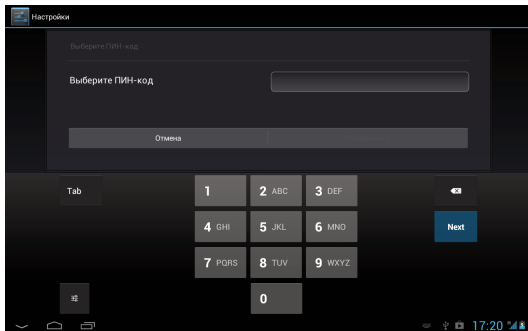 Настройки
Выберите ПИН-код
Выберите ПИН-код
Отмена
Tab
1
2 ABC
3 DEF
4 GHI
5 JKL
6 MNO
Next
7 PQRS
8 TUV
9 WXYZ
0
17:20